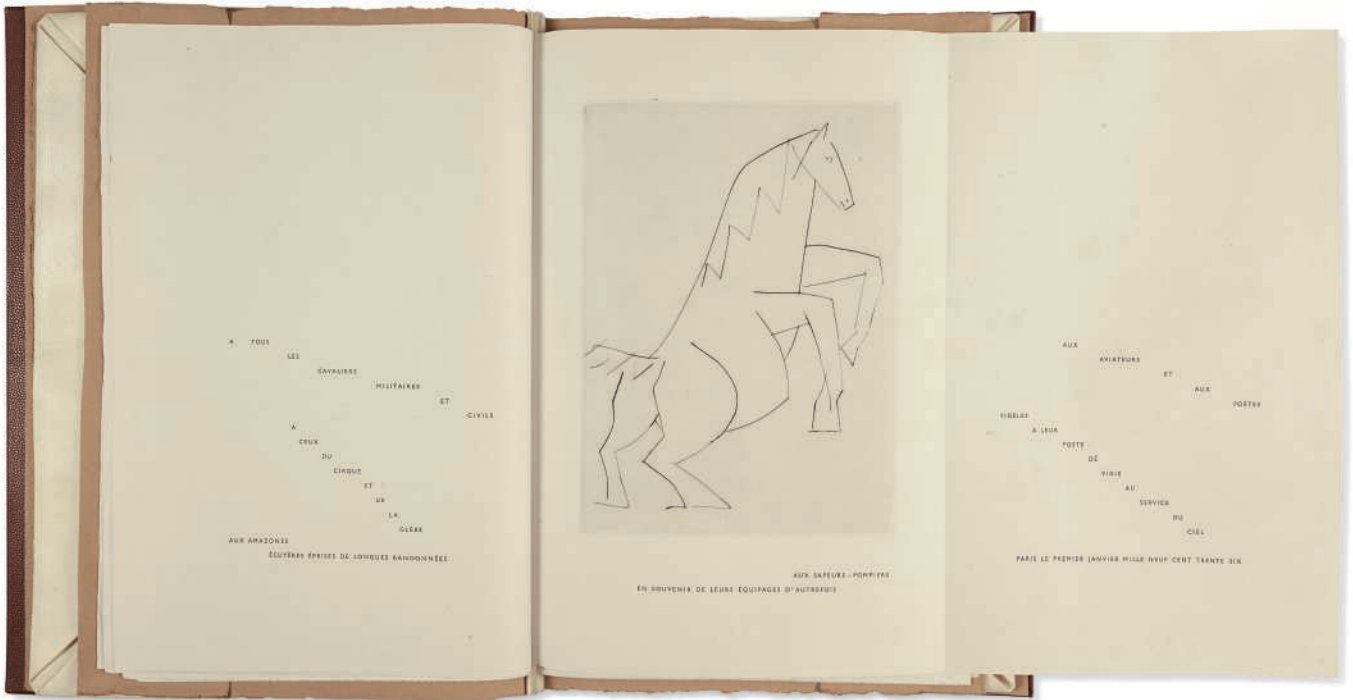 A TOUS
LES
CAVALIERS
MILITAIRES
ET
CIVILS
A
CEUX
DU
CIRQUE
ET
DE
LA
GLÈBE
AUX AMAZONES
ÉCUYÈRES ÉPRISES DE LONGUES RANDONNÉES
AUX SAPEURS-POMPIERS
EN SOUVENIR DE LEURS ÉQUIPAGES D'AUTREFOIS
AUX
AVIATEURS
ET
AUX
POÈTES
FIDÈLES
A LEUR
POSTE
DE
VIGIE
AU
SERVICE
DU
CIEL
PARIS LE PREMIER JANVIER MILLE NEUF CENT TRENTE SIX